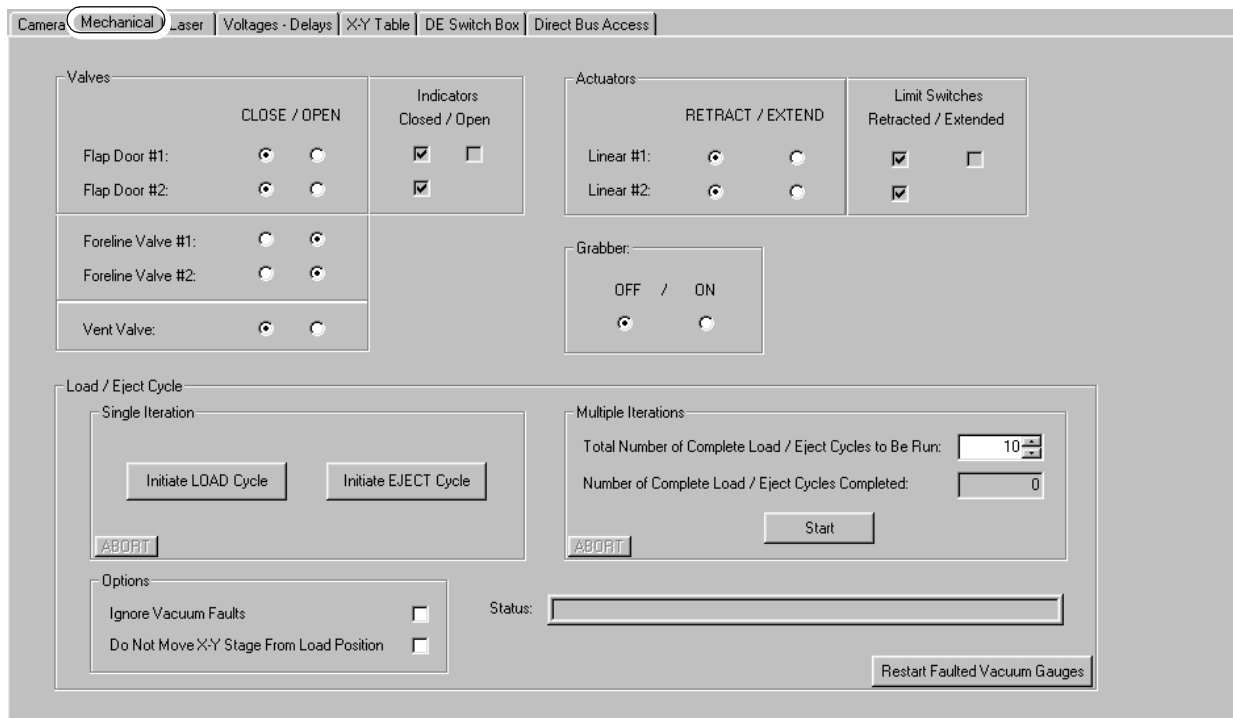 Camera Mechanical Laser Voltages - Delays X-Y Table DE Switch Box Direct Bus Access
Valves
CLOSE / OPEN
Indicators
Closed / Open
Flap Door #1:
Flap Door #2:
Foreline Valve #1:
Foreline Valve #2:
Vent Valve:
Actuators
RETRACT / EXTEND
Limit Switches
Retracted / Extended
Linear #1:
Linear #2:
Grabber:
OFF / ON
Load / Eject Cycle
Single Iteration
Initiate LOAD Cycle
Initiate EJECT Cycle
ABORT
Multiple Iterations
Total Number of Complete Load / Eject Cycles to Be Run: 10
Number of Complete Load / Eject Cycles Completed: 0
Start
ABORT
Options
Ignore Vacuum Faults
Do Not Move X-Y Stage From Load Position
Status:
Restart Faulted Vacuum Gauges